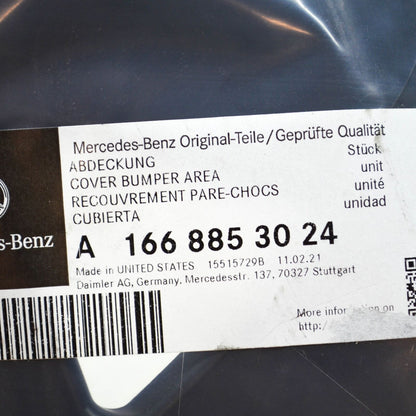 Mercedes-Benz Original-Teile/Geprüfte Qualität
ABDECKUNG Stück
COVER BUMPER AREA unit
RECOUVREMENT PARE-CHOCS unité
CUBIERTA unidad
s-Benz
A 166 885 30 24
Made in UNITED STATES 15515729B 11.02.21
Daimler AG, Germany, Mercedesstr. 137, 70327 Stuttgart
More information on
http:/